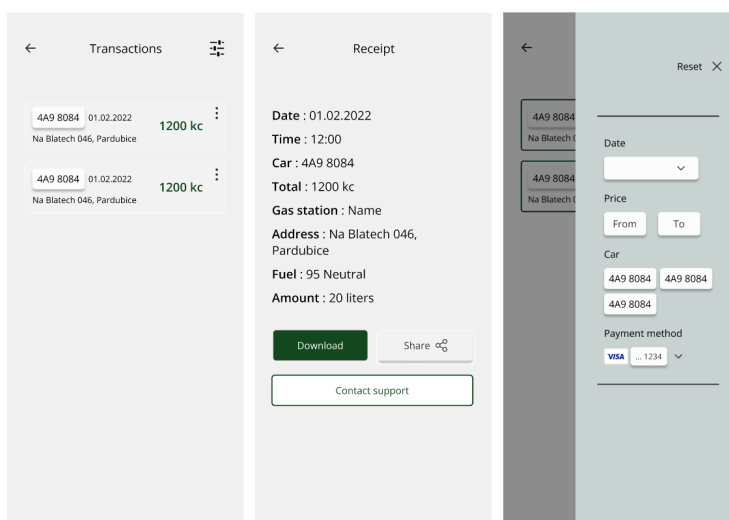 Transactions
4A9 8084 01.02.2022
1200 kc
Na Blatech 046, Pardubice
4A9 8084 01.02.2022
1200 kc
Na Blatech 046, Pardubice
Receipt
Date : 01.02.2022
Time : 12:00
Car : 4A9 8084
Total : 1200 kc
Gas station : Name
Address : Na Blatech 046,
Pardubice
Fuel : 95 Neutral
Amount : 20 liters
Download
Share
Contact support
4A9 8084
Na Blatech
4A9 8084
Na Blatech
Reset
Date
Price
From To
Car
4A9 8084 4A9 8084
4A9 8084
Payment method
VISA ... 1234